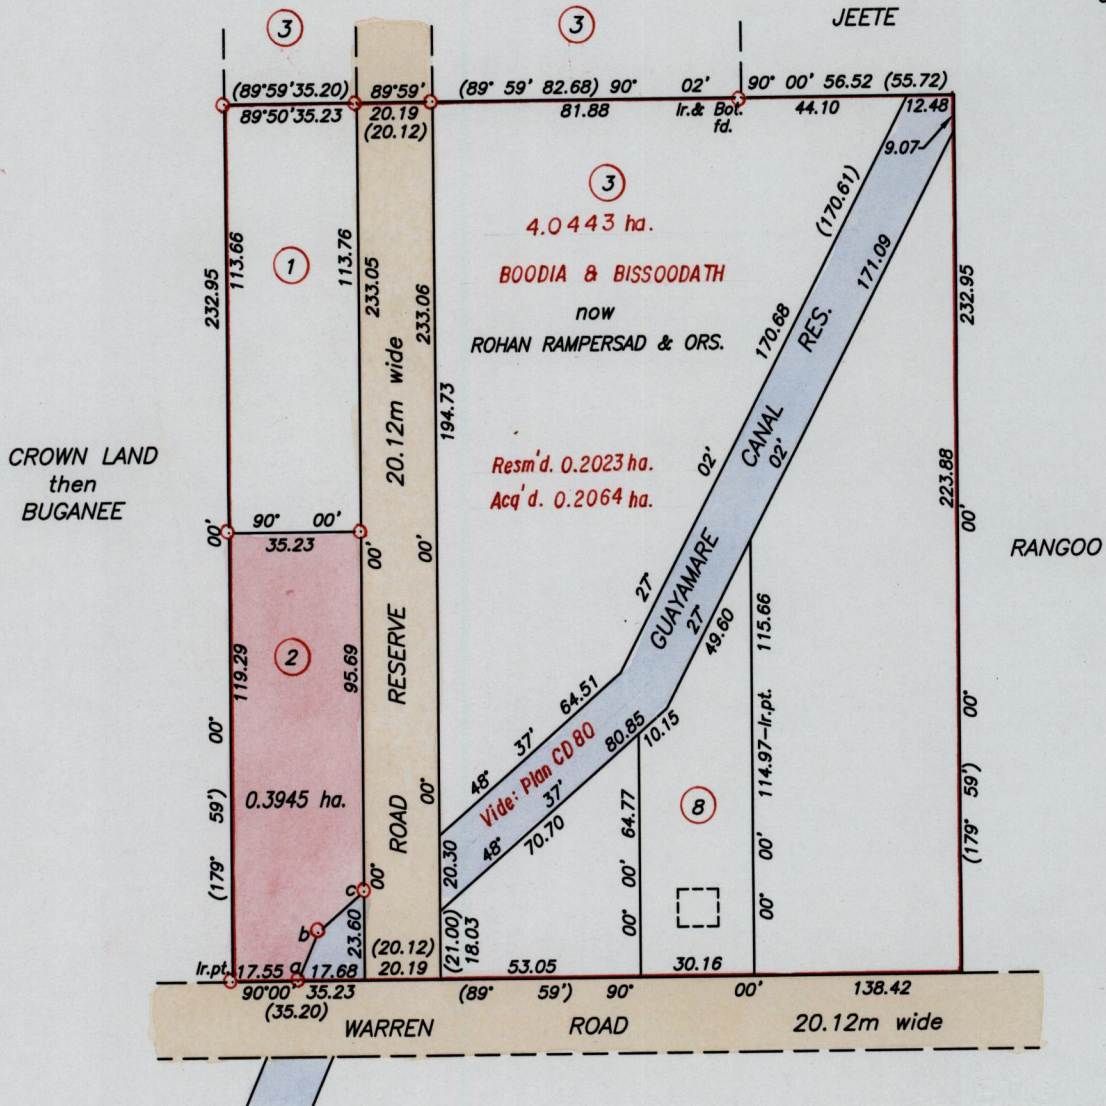 JEETE
3
3
(89°59'35.20)
89°59'
(89° 59' 82.68) 90° 02'
90° 00' 56.52 (55.72)
89°50'35.23
20.19
(20.12)
81.88
Ir.& Bot.
fd.
44.10
12.48
9.07
3
4.0443 ha.
BOODIA & BISSOODATH
now
ROHAN RAMPERSAD & ORS.
Resm'd. 0.2023 ha.
Acq'd. 0.2064 ha.
1
113.66
113.76
232.95
233.05
233.06
194.73
20.12m wide
(170.61)
170.68
171.09
232.95
223.88
CROWN LAND
then
BUGANEE
RANGOO
GUAYAMARE CANAL RES.
27° 02'
27° 02'
49.60
90° 00'
35.23
00'
00'
00'
00'
2
119.29
95.69
0.3945 ha.
(179° 59') 00°
ROAD RESERVE
00°
00°
48° 37' 64.51
Vide: Plan CD80
48° 37' 80.85
70.70
10.15
20.30
(21.00)
18.03
64.77
00° 00'
8
115.66
114.97-Ir.pt.
00° 00'
(179° 59') 00°
c
b
a
23.60
Ir.pt.
17.55
17.68
(20.12)
20.19
53.05
30.16
90°00' 35.23
(35.20)
(89° 59') 90° 00'
138.42
WARREN ROAD 20.12m wide